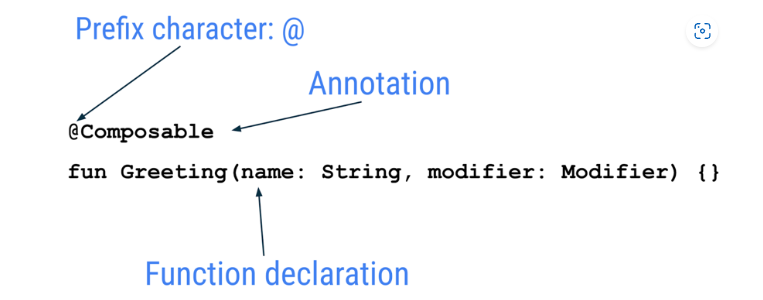 Prefix character: @
Annotation
@Composable
fun Greeting(name: String, modifier: Modifier) {}
Function declaration